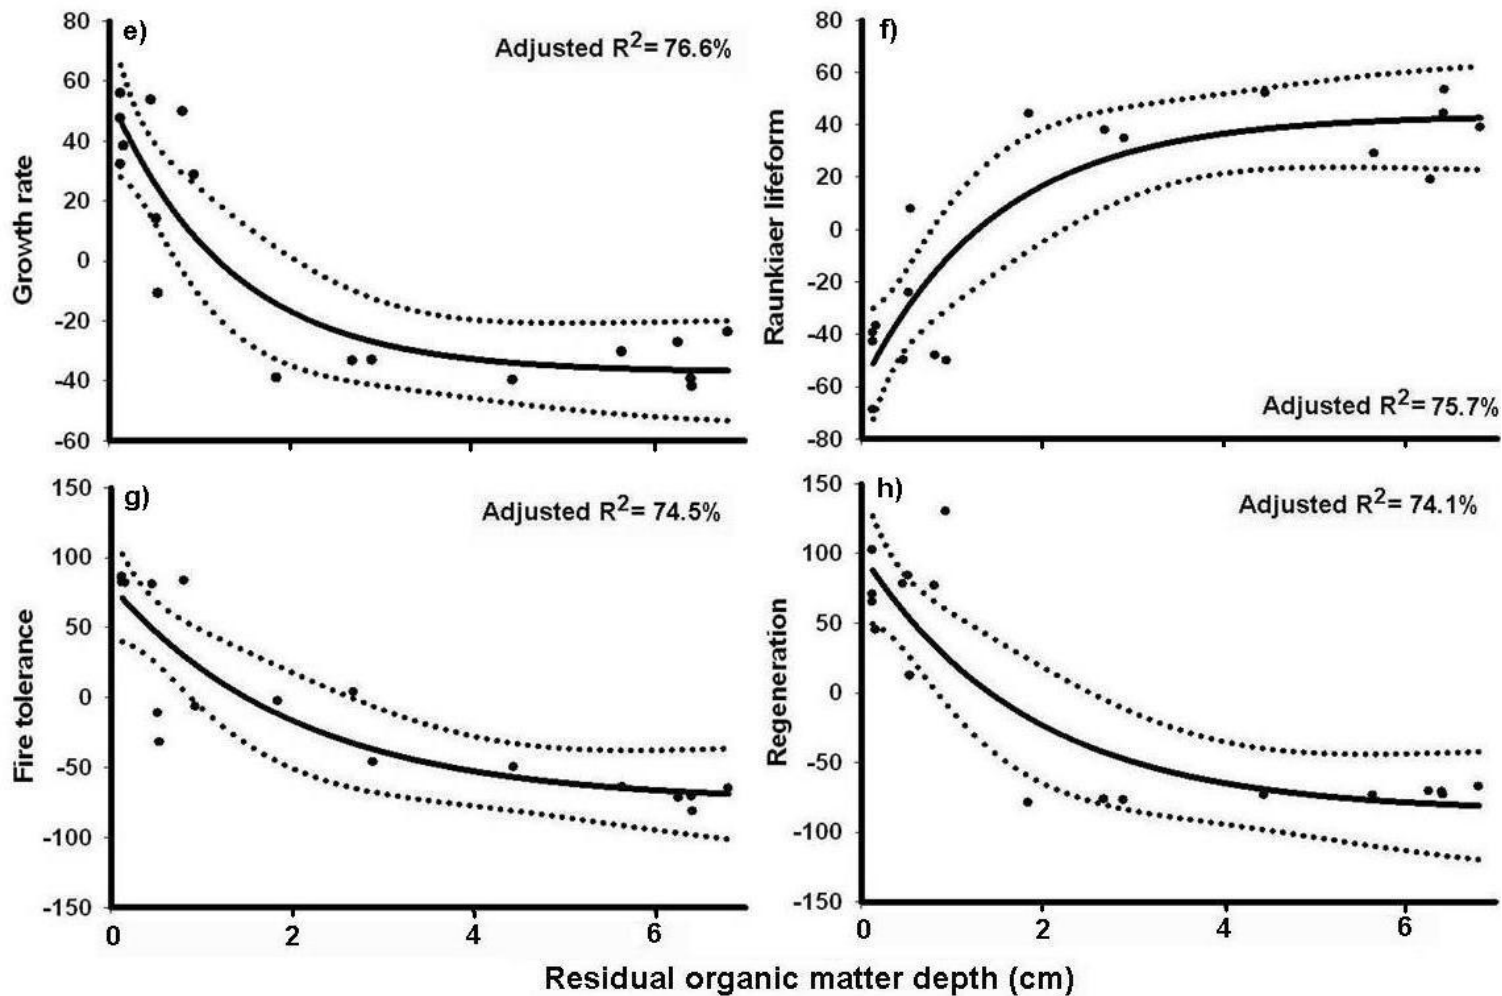 e)
Adjusted R2= 76.6%
Growth rate
80
60
40
20
0
-20
-40
-60
f)
Adjusted R2= 75.7%
Raunkiaer lifeform
80
60
40
20
0
-20
-40
-60
-80
g)
Adjusted R2= 74.5%
Fire tolerance
150
100
50
0
-50
-100
-150
0 2 4 6
h)
Adjusted R2= 74.1%
Regeneration
150
100
50
0
-50
-100
-150
0 2 4 6
Residual organic matter depth (cm)